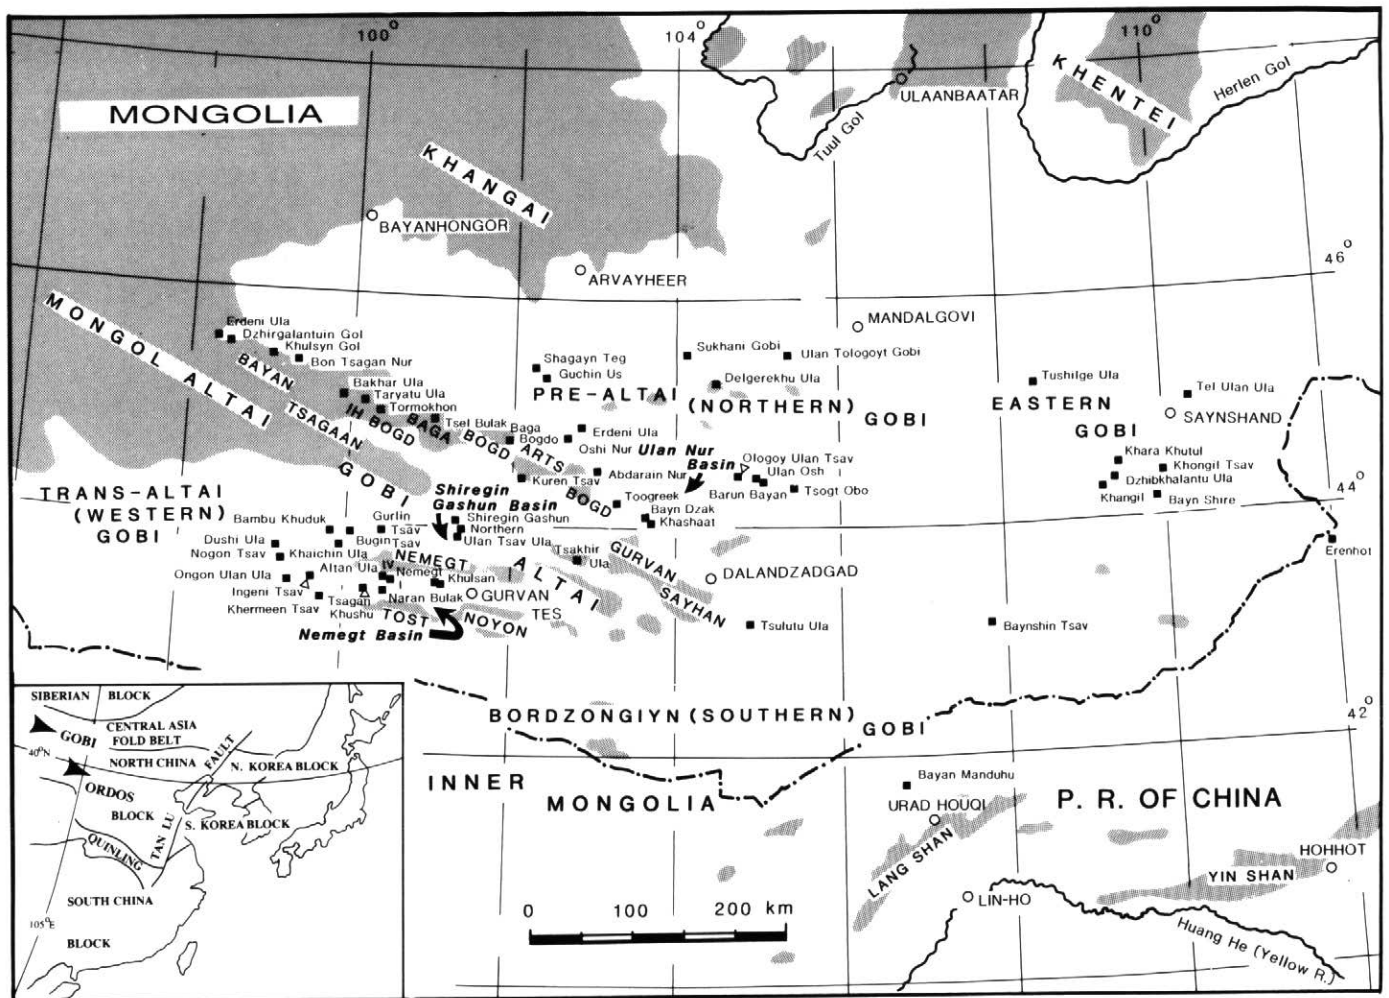 100°
104°
110°
MONGOLIA
KHANGAI
KHENTEI
ULAANBAATAR
Tuul Gol
Herlen Gol
BAYANHONGOR
ARVAYHEER
46°
MANDALGOVI
MONGOL ALTAI
Erdeni Ula
Dzhirgalantuin Gol
Khulsyn Gol
Bon Tsagan Nur
BAYAN TSAGAAN
Bakhar Ula
Taryatu Ula
Tormokhon
IH BOGD
BAGA BOGD
Tsel Bulak
Baga
Bogdo
Shagayn Teg
Guchin Us
Sukhani Gobi
Ulan Tologoyt Gobi
Delgerekhu Ula
PRE-ALTAI (NORTHERN) GOBI
Tushilge Ula
Tel Ulan Ula
SAYNSHAND
EASTERN
GOBI
Erdeni Ula
Oshi Nur
Ulan Nur
Basin
Ologoy Ulan Tsav
Ulan Osh
Barun Bayan
Tsogt Obo
Khara Khutul
Khongil Tsav
Dzhibkhalantu Ula
Khangil
Bayn Shire
44°
Erenhot
ARTS BOGD
Kuren Tsav
Abdarain Nur
Toogreek
Bayn Dzak
Khashaat
GOBI ALTAI
TRANS-ALTAI
(WESTERN)
GOBI
Shiregin
Gashun Basin
Shiregin Gashun
Northern
Ulan Tsav Ula
Bambu Khuduk
Gurlin
Tsav
Dushi Ula
Bugin Tsav
Nogon Tsav
Khaichin Ula
NEMEGT
Tsakhir
Ula
GURVAN SAYHAN
DALANDZADGAD
Altan Ula IV
Nemegt
Khulsan
Ongon Ulan Ula
Ingeni Tsav
Khermeen Tsav
Tsagan
Khushu
Naran Bulak
GURVAN
TES
TOST
NOYON
Nemegt Basin
Tsulutu Ula
Baynshin Tsav
BORDZONGIYN (SOUTHERN) GOBI
42°
INNER
MONGOLIA
Bayan Manduhu
URAD HOUQI
P. R. OF CHINA
LANG SHAN
HOHHOT
YIN SHAN
LIN-HO
Huang He (Yellow R.)
0 100 200 km
SIBERIAN BLOCK
CENTRAL ASIA
FOLD BELT
GOBI
40°N
NORTH CHINA
FAULT
N. KOREA BLOCK
ORDOS
BLOCK
TAN LU
S. KOREA BLOCK
QUINLING
SOUTH CHINA
105°E
BLOCK